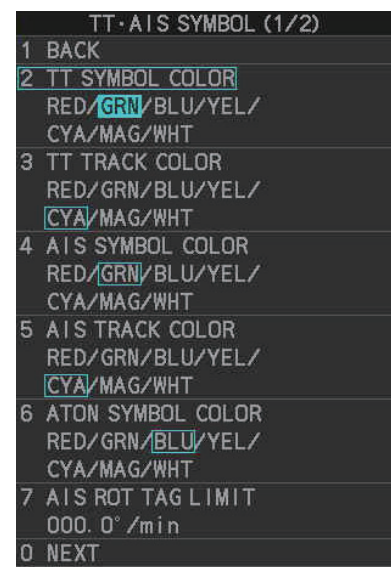 TT·AIS SYMBOL (1/2)
1 BACK
2 TT SYMBOL COLOR
RED/GRN/BLU/YEL/
CYA/MAG/WHT
3 TT TRACK COLOR
RED/GRN/BLU/YEL/
CYA/MAG/WHT
4 AIS SYMBOL COLOR
RED/GRN/BLU/YEL/
CYA/MAG/WHT
5 AIS TRACK COLOR
RED/GRN/BLU/YEL/
CYA/MAG/WHT
6 ATON SYMBOL COLOR
RED/GRN/BLU/YEL/
CYA/MAG/WHT
7 AIS ROT TAG LIMIT
000.0°/min
0 NEXT